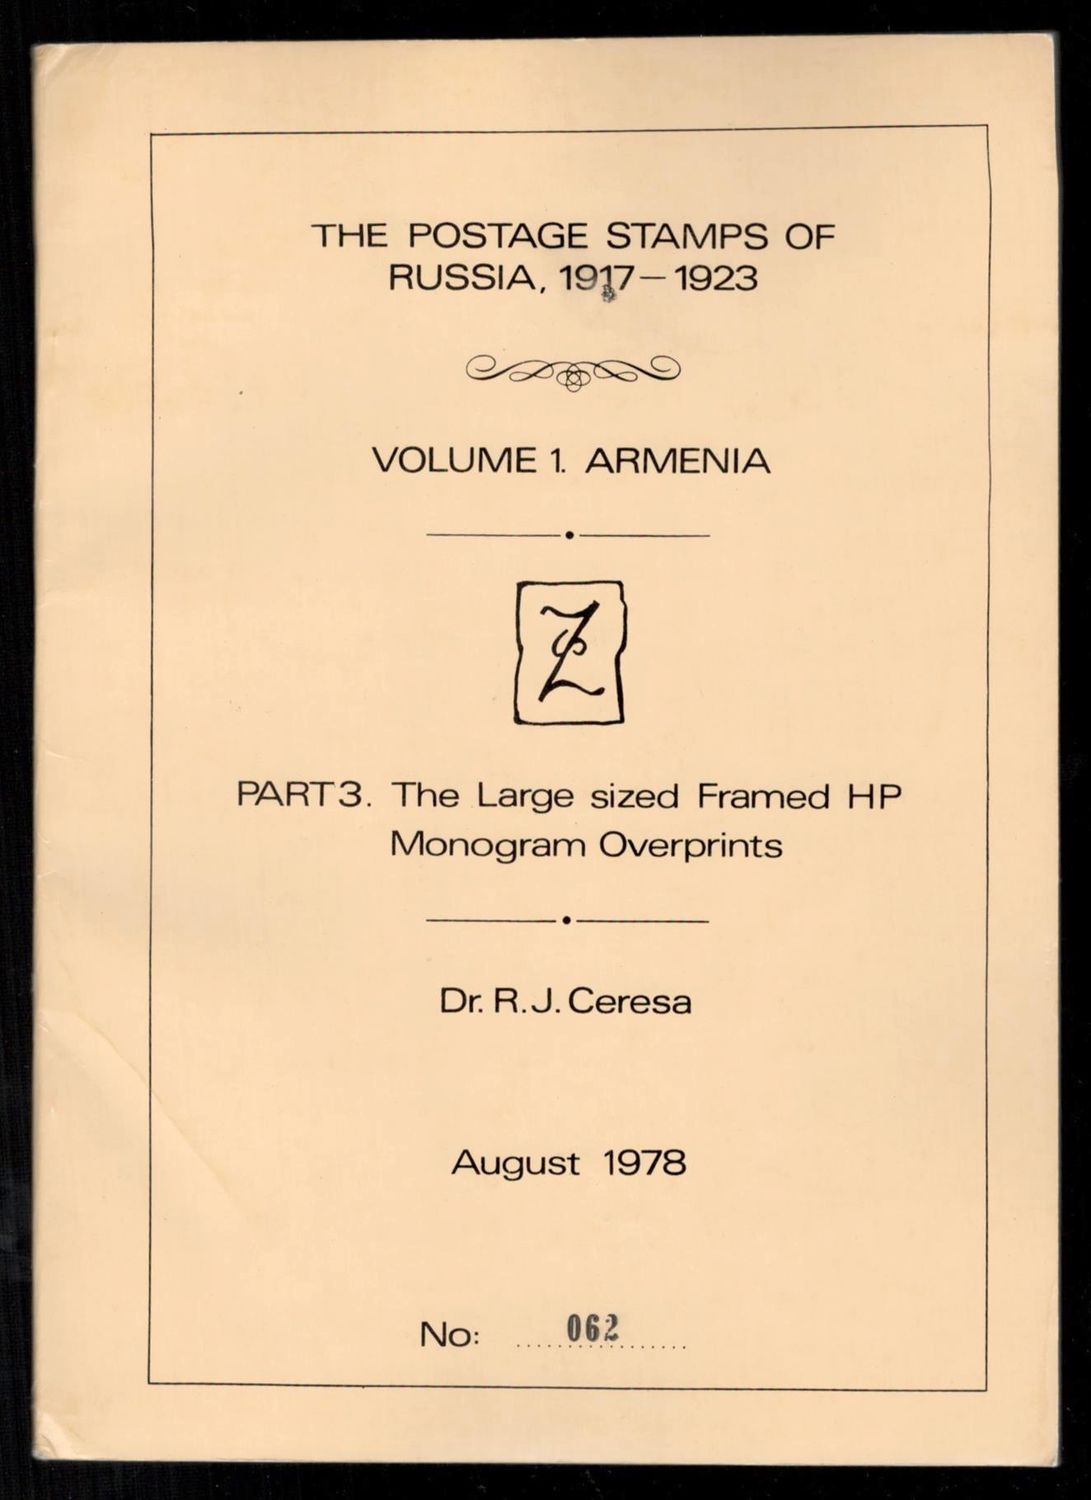 THE POSTAGE STAMPS OF
RUSSIA, 1917–1923
VOLUME 1. ARMENIA
PART 3. The Large sized Framed HP
Monogram Overprints
Dr. R. J. Ceresa
August 1978
No: 062